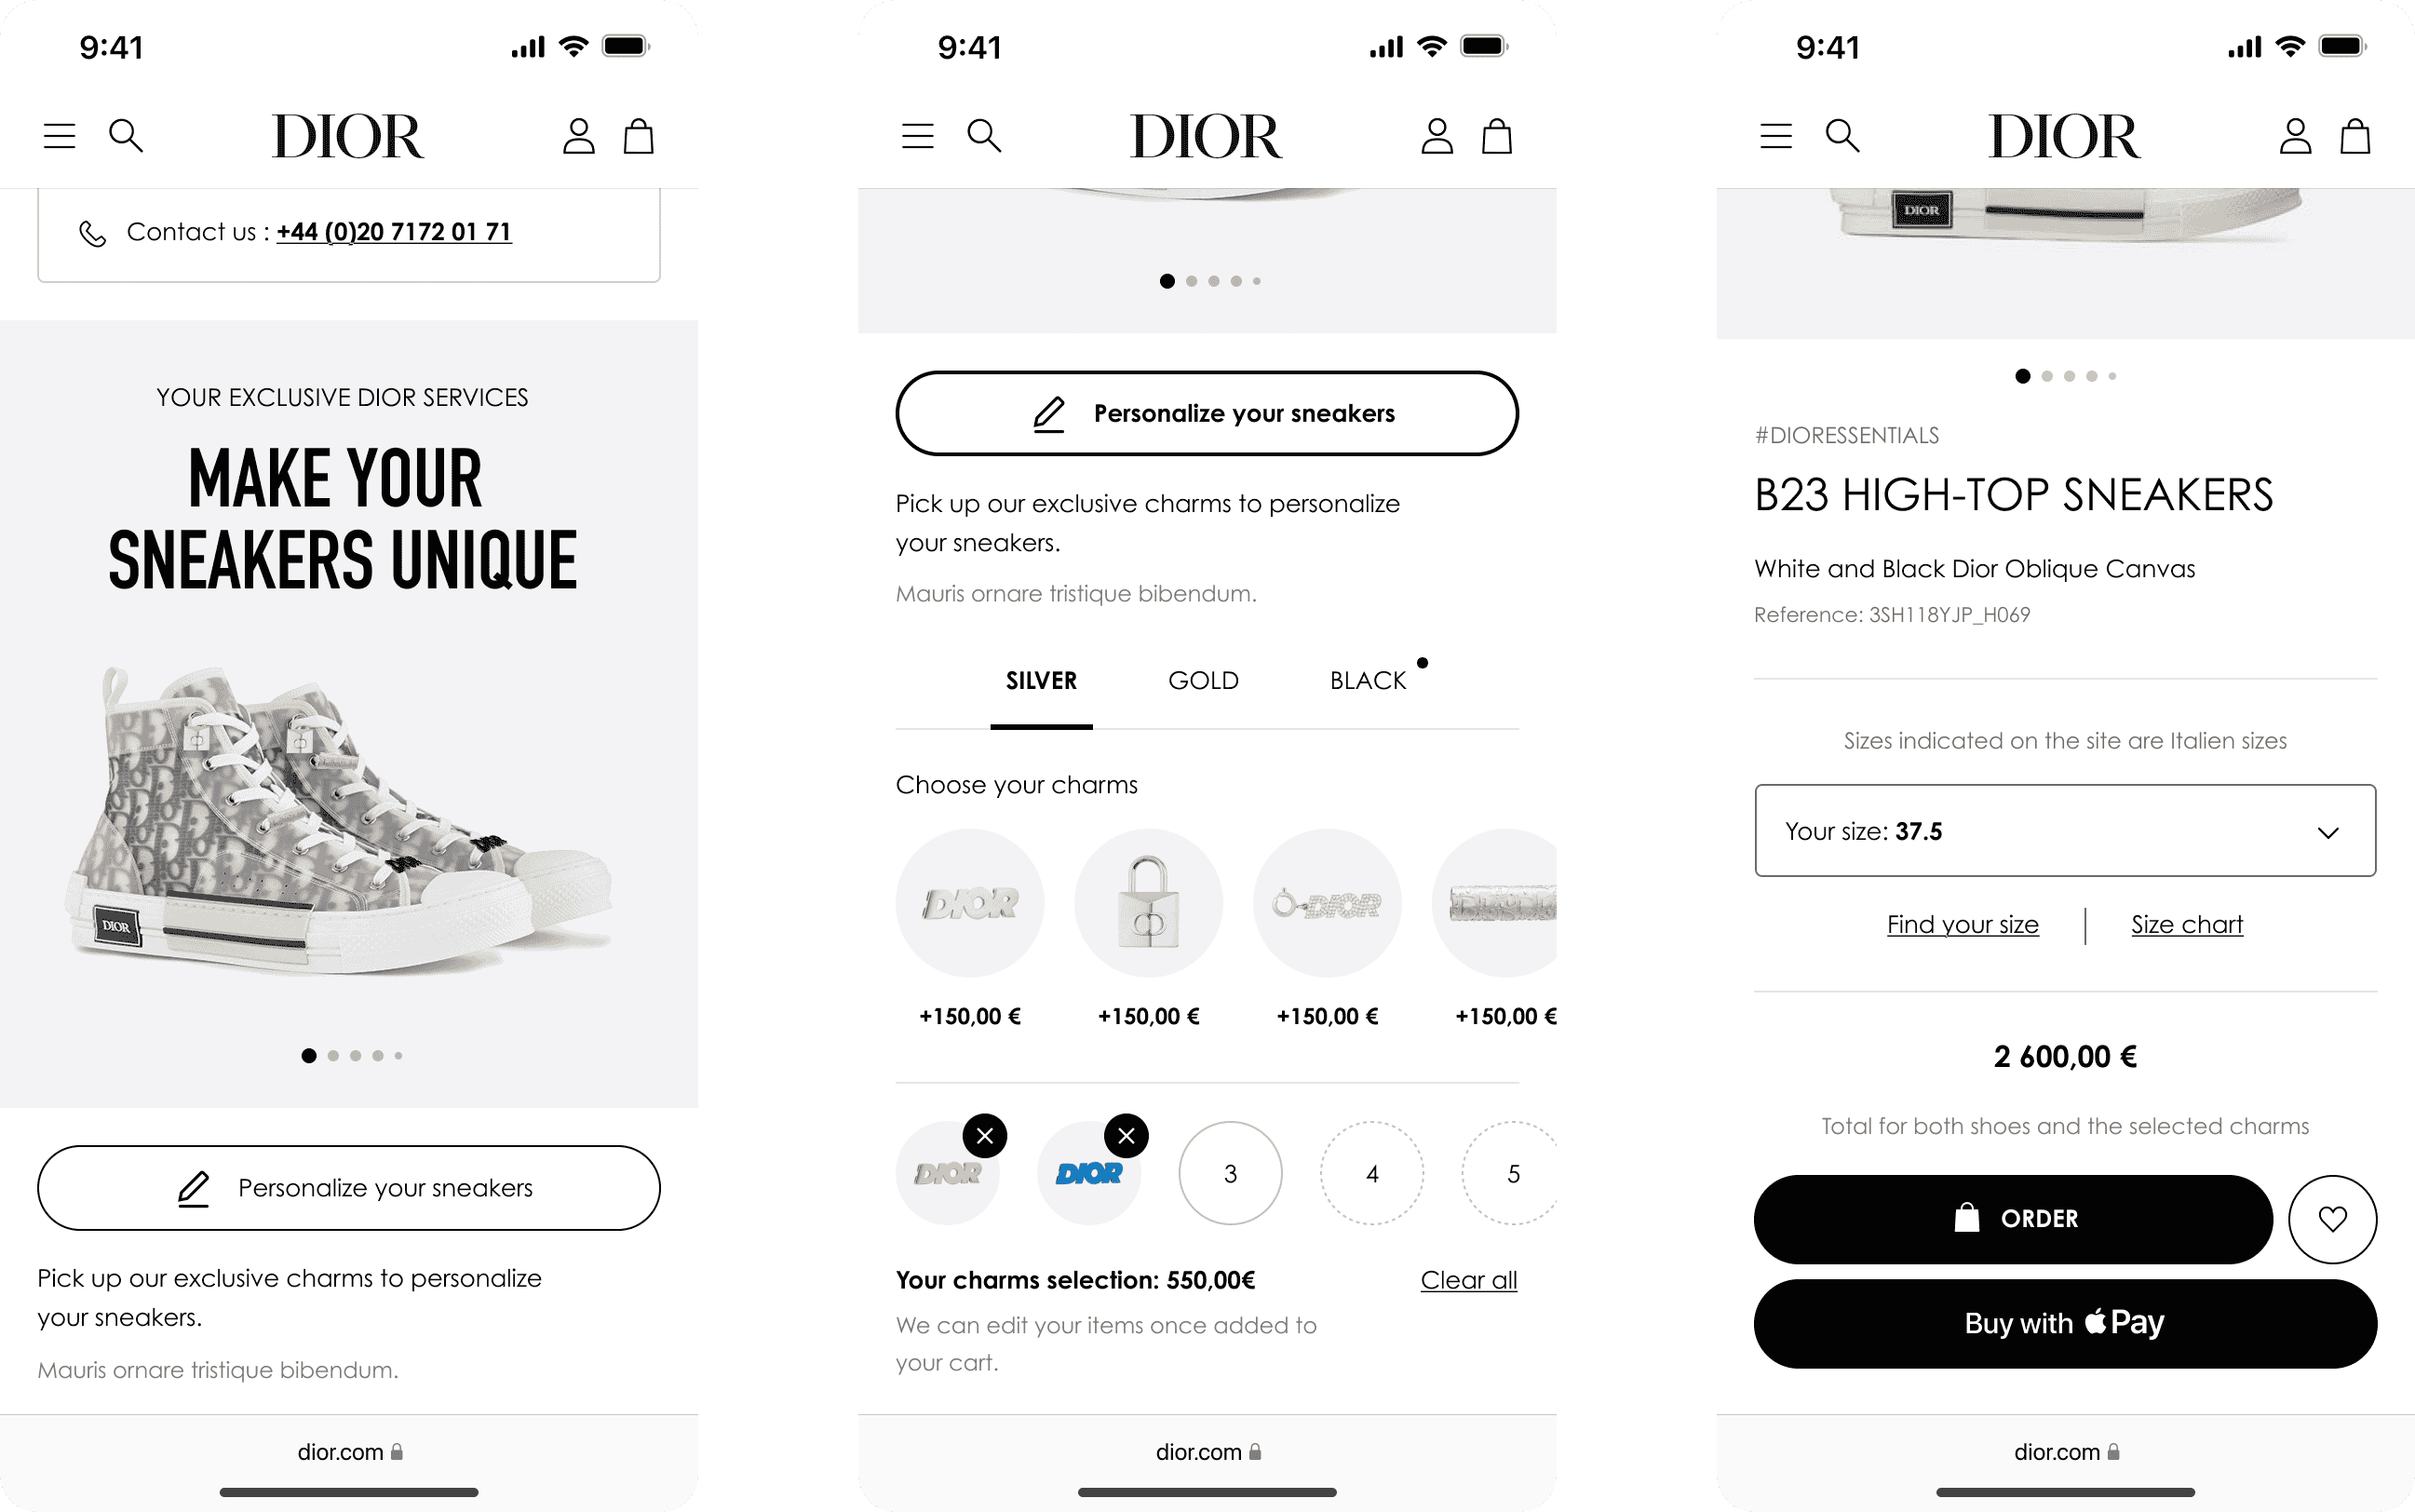 9:41
DIOR
Contact us : +44 (0)20 7172 01 71
YOUR EXCLUSIVE DIOR SERVICES
MAKE YOUR
SNEAKERS UNIQUE
DIOR
Personalize your sneakers
Pick up our exclusive charms to personalize
your sneakers.
Mauris ornare tristique bibendum.
dior.com
9:41
DIOR
Personalize your sneakers
Pick up our exclusive charms to personalize
your sneakers.
Mauris ornare tristique bibendum.
SILVER GOLD BLACK
Choose your charms
DIOR DIOR
+150,00 € +150,00 € +150,00 € +150,00 €
DIOR DIOR 3 4 5
Your charms selection: 550,00€ Clear all
We can edit your items once added to
your cart.
dior.com
9:41
DIOR
DIOR
#DIORESSENTIALS
B23 HIGH-TOP SNEAKERS
White and Black Dior Oblique Canvas
Reference: 3SH118YJP_H069
Sizes indicated on the site are Italien sizes
Your size: 37.5
Find your size Size chart
2 600,00 €
Total for both shoes and the selected charms
ORDER
Buy with Pay
dior.com